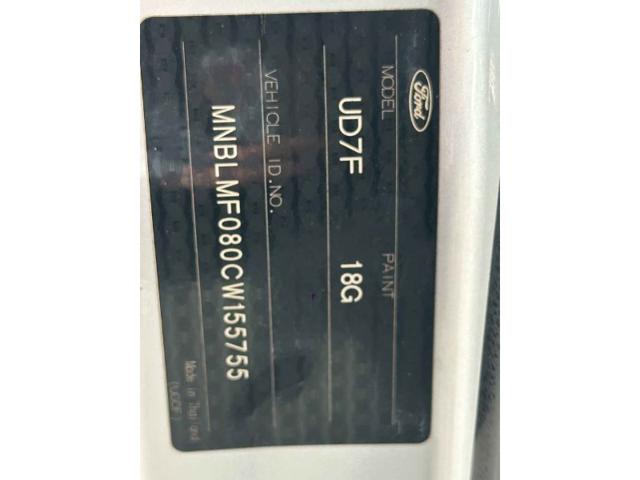 Ford
MODEL PAINT
UD7F 18G
VEHICLE ID.NO.
MNBLMF080CW155755
Made in Thailand